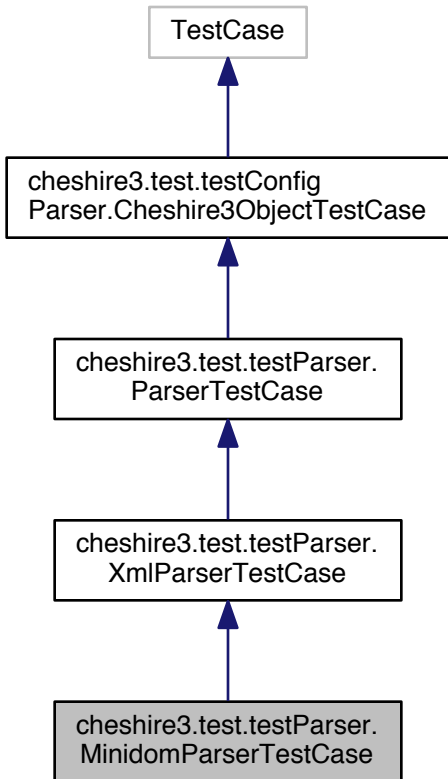 TestCase
cheshire3.test.testConfig
Parser.Cheshire3ObjectTestCase
cheshire3.test.testParser.
ParserTestCase
cheshire3.test.testParser.
XmlParserTestCase
cheshire3.test.testParser.
MinidomParserTestCase